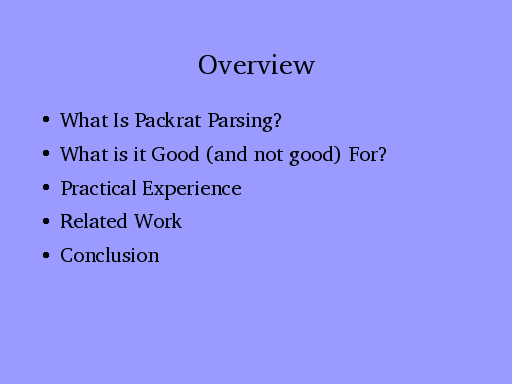 Overview
• What Is Packrat Parsing?
• What is it Good (and not good) For?
• Practical Experience
• Related Work
• Conclusion